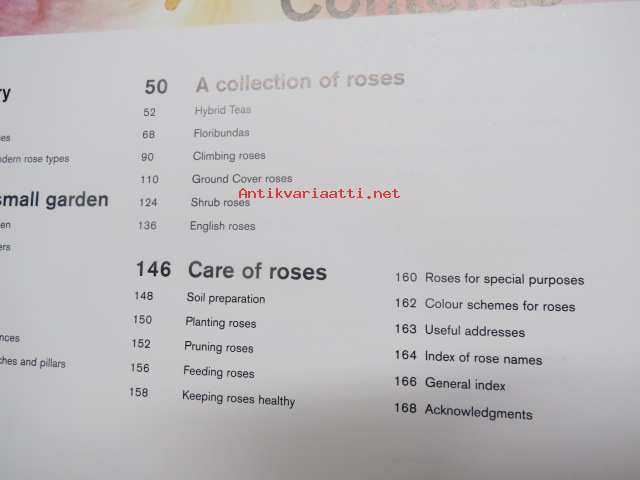 Contents
ry
es
odern rose types
small garden
en
ers
nces
ches and pillars
50 A collection of roses
52 Hybrid Teas
68 Floribundas
90 Climbing roses
110 Ground Cover roses
Antikvariaatti.net
124 Shrub roses
136 English roses
146 Care of roses
148 Soil preparation
150 Planting roses
152 Pruning roses
156 Feeding roses
158 Keeping roses healthy
160 Roses for special purposes
162 Colour schemes for roses
163 Useful addresses
164 Index of rose names
166 General index
168 Acknowledgments